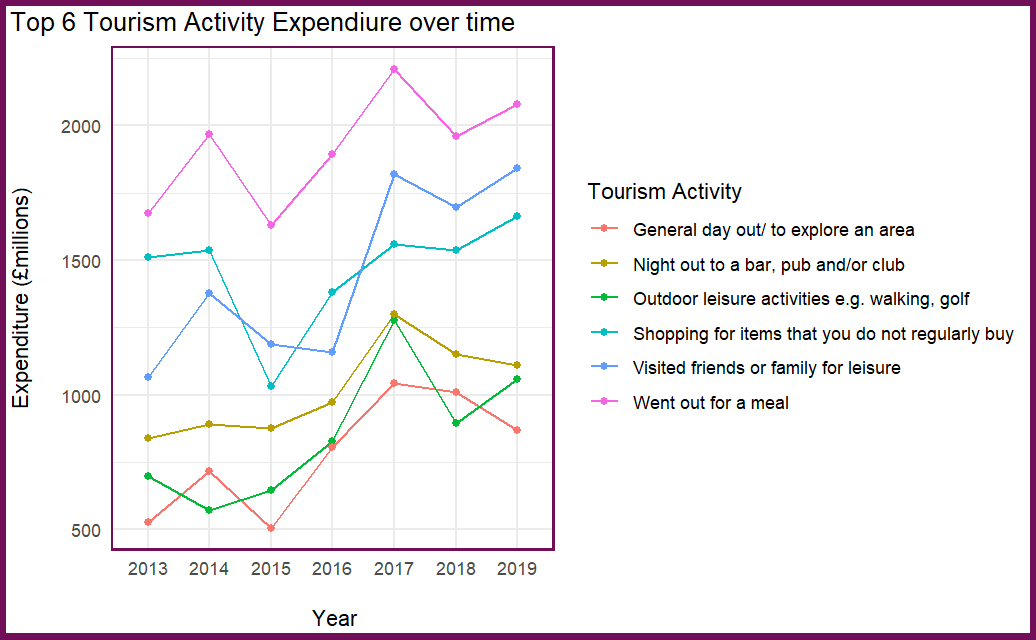 Top 6 Tourism Activity Expendiure over time
Expenditure (£millions)
2000
1500
1000
500
2013 2014 2015 2016 2017 2018 2019
Year
Tourism Activity
General day out/ to explore an area
Night out to a bar, pub and/or club
Outdoor leisure activities e.g. walking, golf
Shopping for items that you do not regularly buy
Visited friends or family for leisure
Went out for a meal